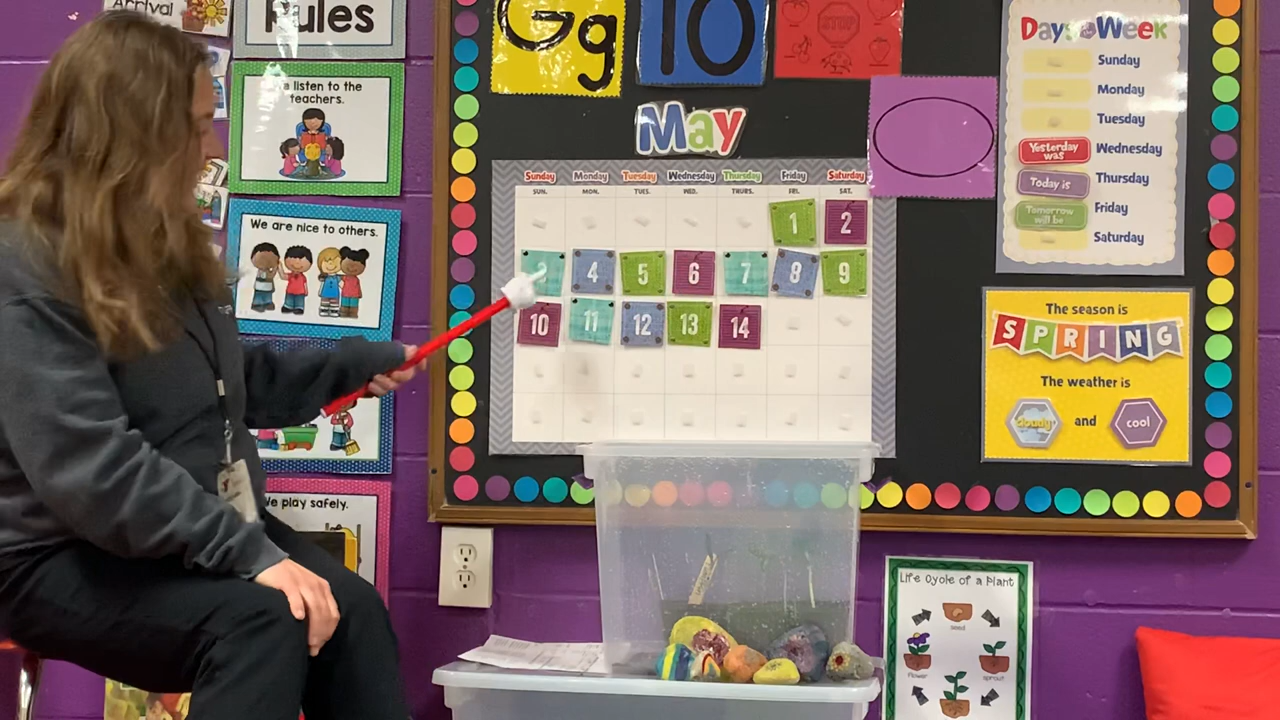 Arrival
Rules
listen to the
teachers.
We are nice to others.
We play safely.
Gg
10
STOP
May
Sunday Monday Tuesday Wednesday Thursday Friday Saturday
SUN. MON. TUES. WED. THURS. FRI. SAT.
1 2
4 5 6 7 8 9
10 11 12 13 14
Days of the Week
Sunday
Monday
Tuesday
Yesterday
was
Wednesday
Today is
Thursday
Tomorrow
will be
Friday
Saturday
The season is
SPRING
The weather is
cloudy and cool
Life Cycle of a Plant
seed
flower
sprout